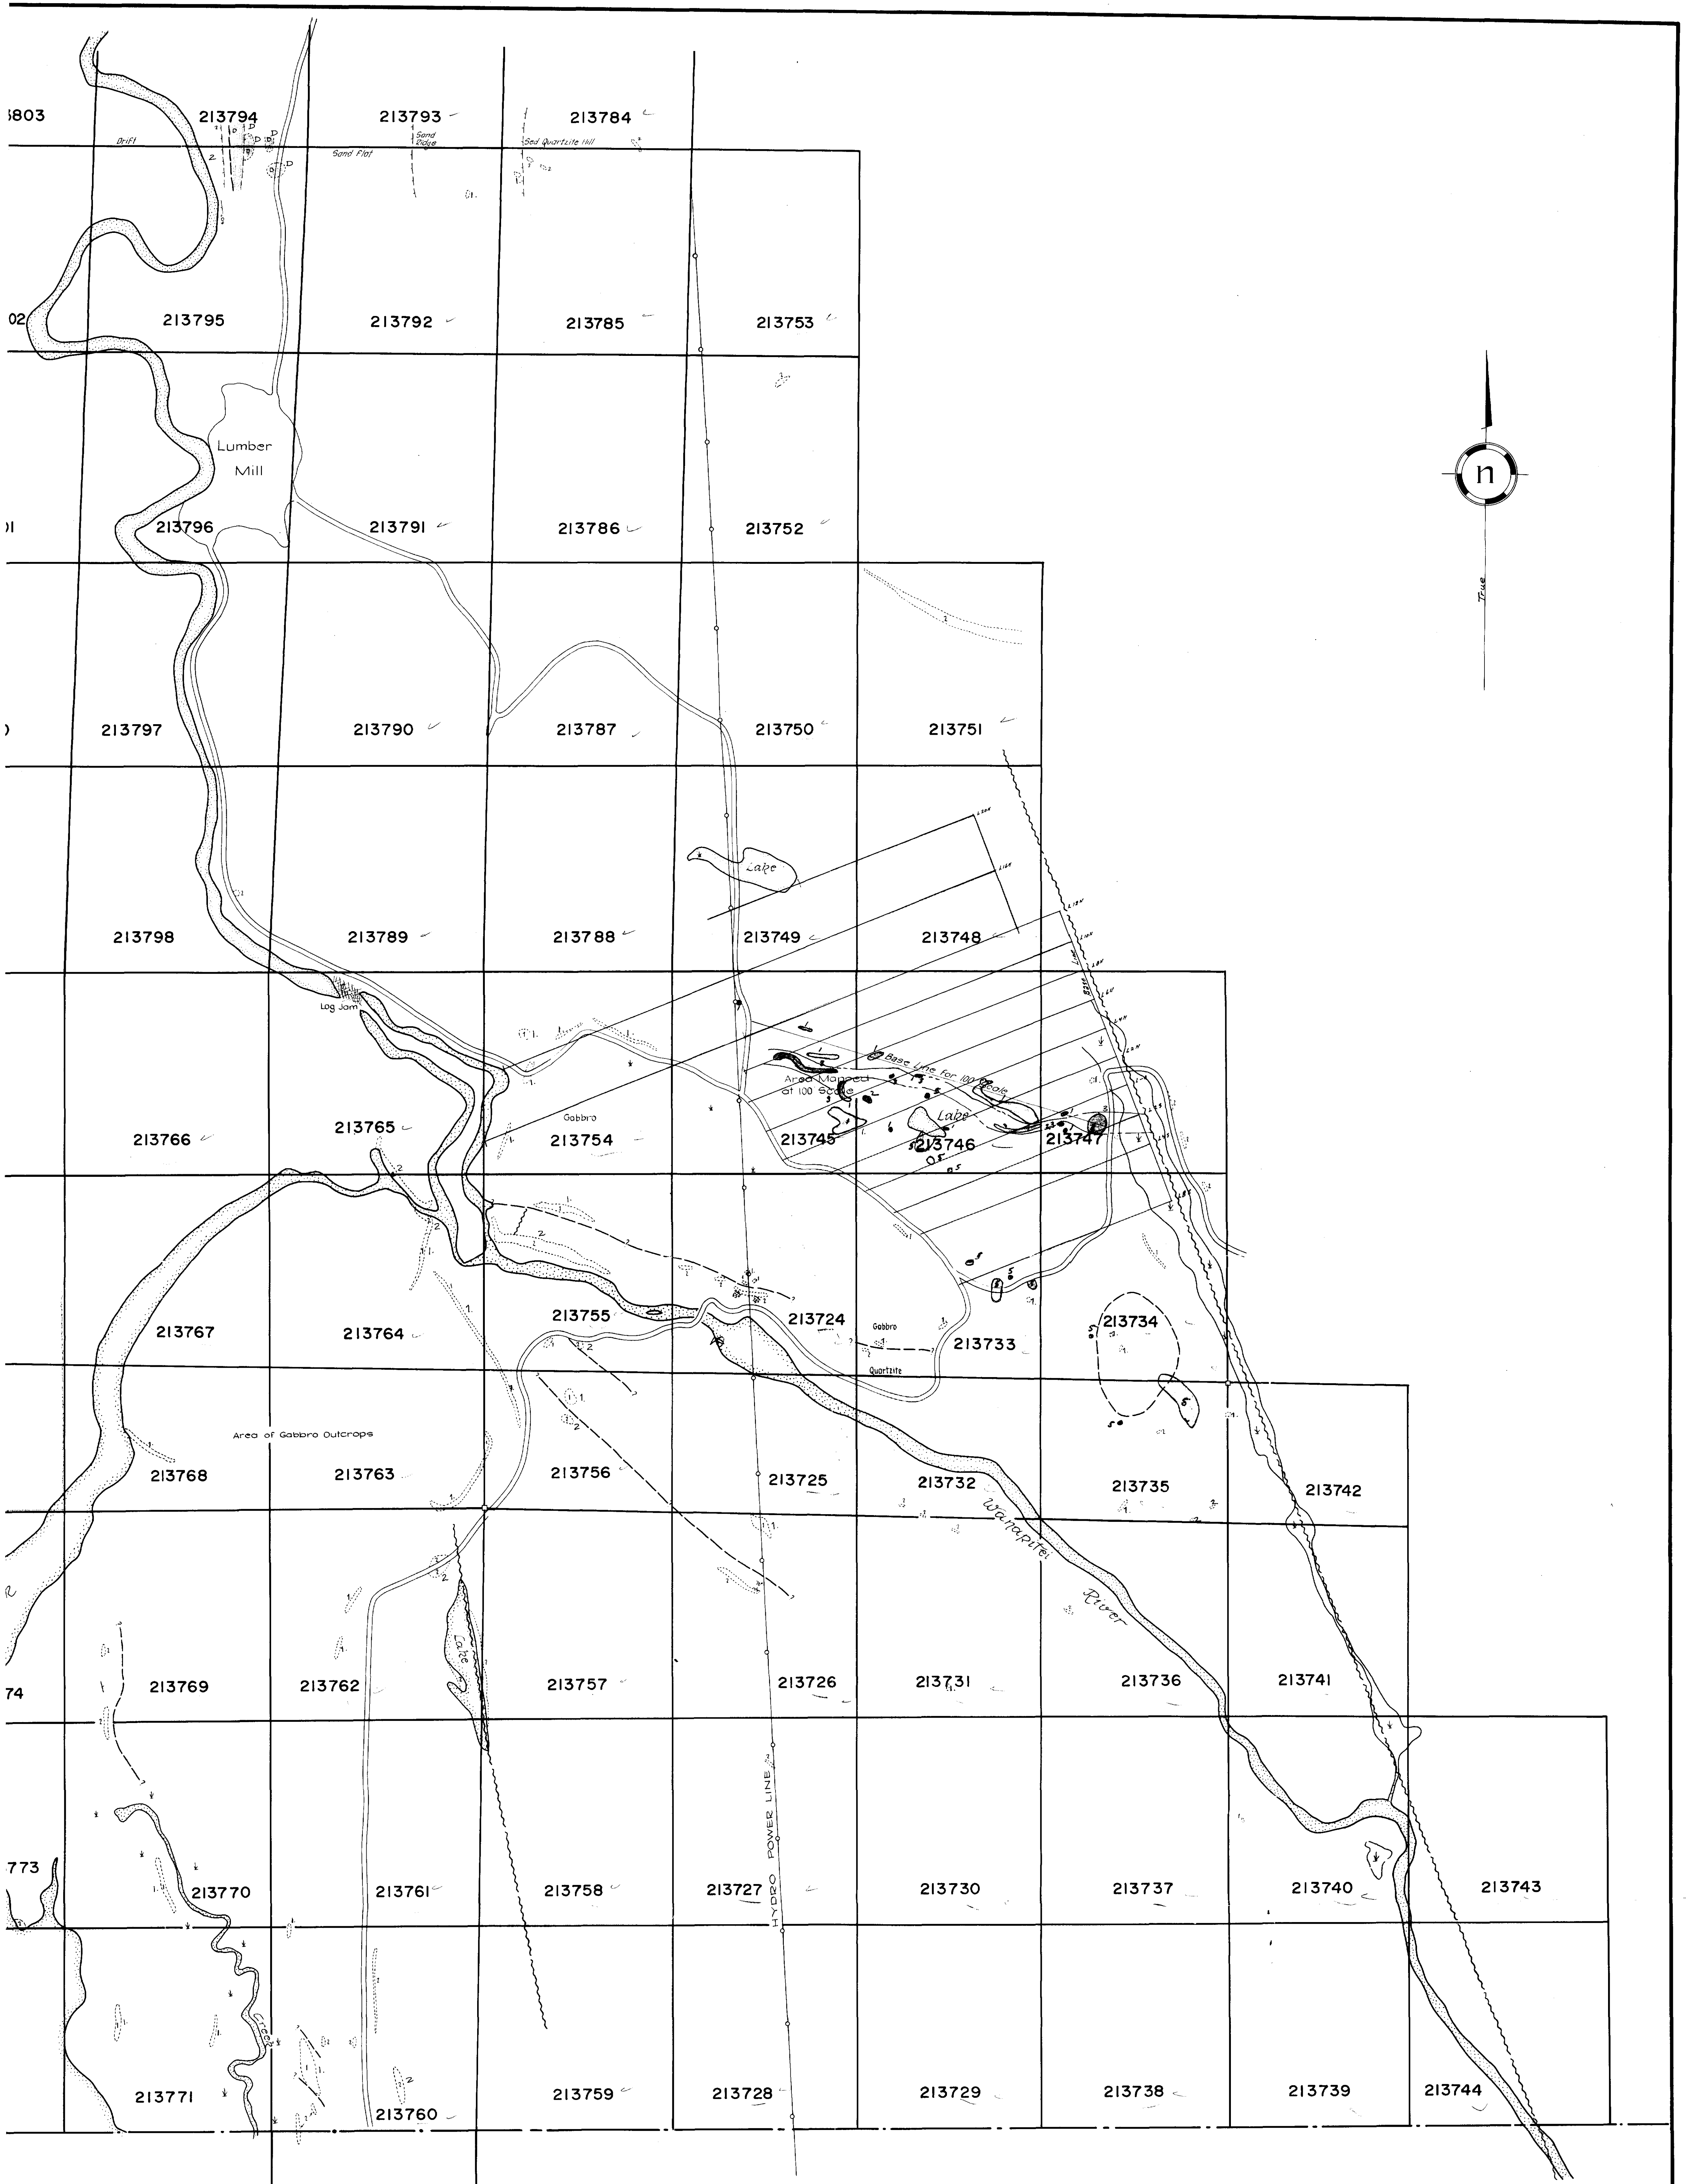 213794
213793
213784
Drift
Sand Flat
Sand
Ridge
Sed Quartzite Hill
213795
213792
213785
213753
Lumber
Mill
n
True
213796
213791
213786
213752
213797
213790
213787
213750
213751
Lake
213798
213789
213788
213749
213748
Log Jam
Base Line
Base Line for 100 Scale
Area Mapped
at 100 Scale
Lake
213766
213765
Gabbro
213754
213745
213746
213747
213767
213764
213755
213724
Gabbro
Quartzite
213733
213734
Area of Gabbro Outcrops
213768
213763
213756
213725
213732
213735
213742
Wanapitei
River
Lake
213769
213762
213757
213726
213731
213736
213741
HYDRO POWER LINE
213770
213761
213758
213727
213730
213737
213740
213743
Creek
213771
213760
213759
213728
213729
213738
213739
213744